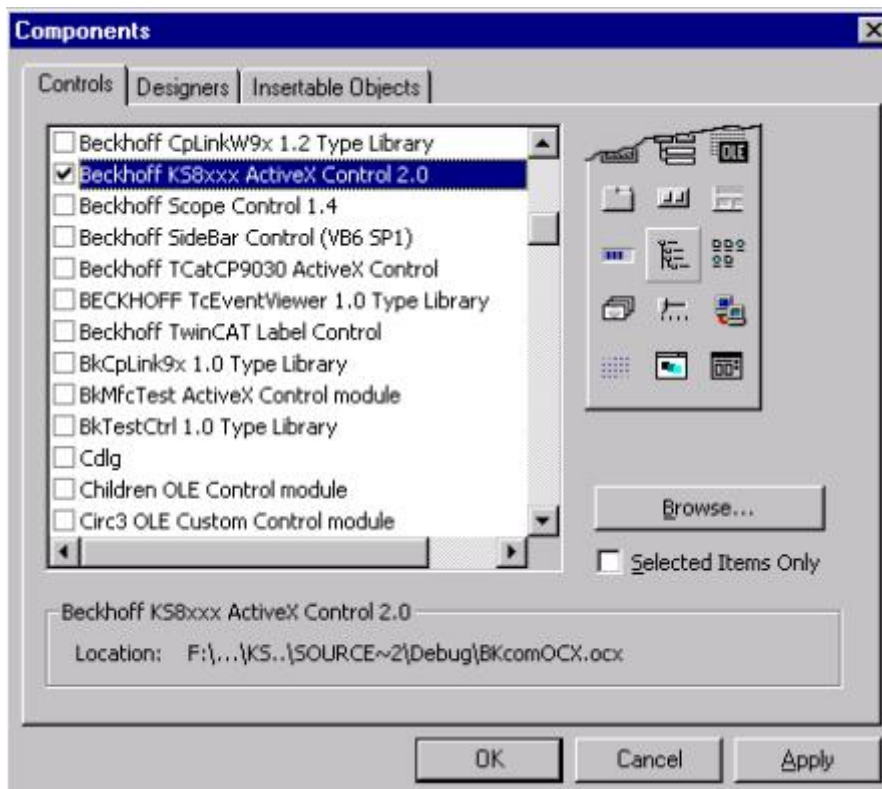 Components
Controls Designers Insertable Objects
Beckhoff CpLinkW9x 1.2 Type Library
Beckhoff KS8xxx ActiveX Control 2.0
Beckhoff Scope Control 1.4
Beckhoff SideBar Control (VB6 SP1)
Beckhoff TCatCP9030 ActiveX Control
BECKHOFF TcEventViewer 1.0 Type Library
Beckhoff TwinCAT Label Control
BkCpLink9x 1.0 Type Library
BkMfcTest ActiveX Control module
BkTestCtrl 1.0 Type Library
Cdlg
Children OLE Control module
Circ3 OLE Custom Control module
OLE
Browse...
Selected Items Only
Beckhoff KS8xxx ActiveX Control 2.0
Location: F:\...\KS..\SOURCE~2\Debug\BKcomOCX.ocx
OK Cancel Apply